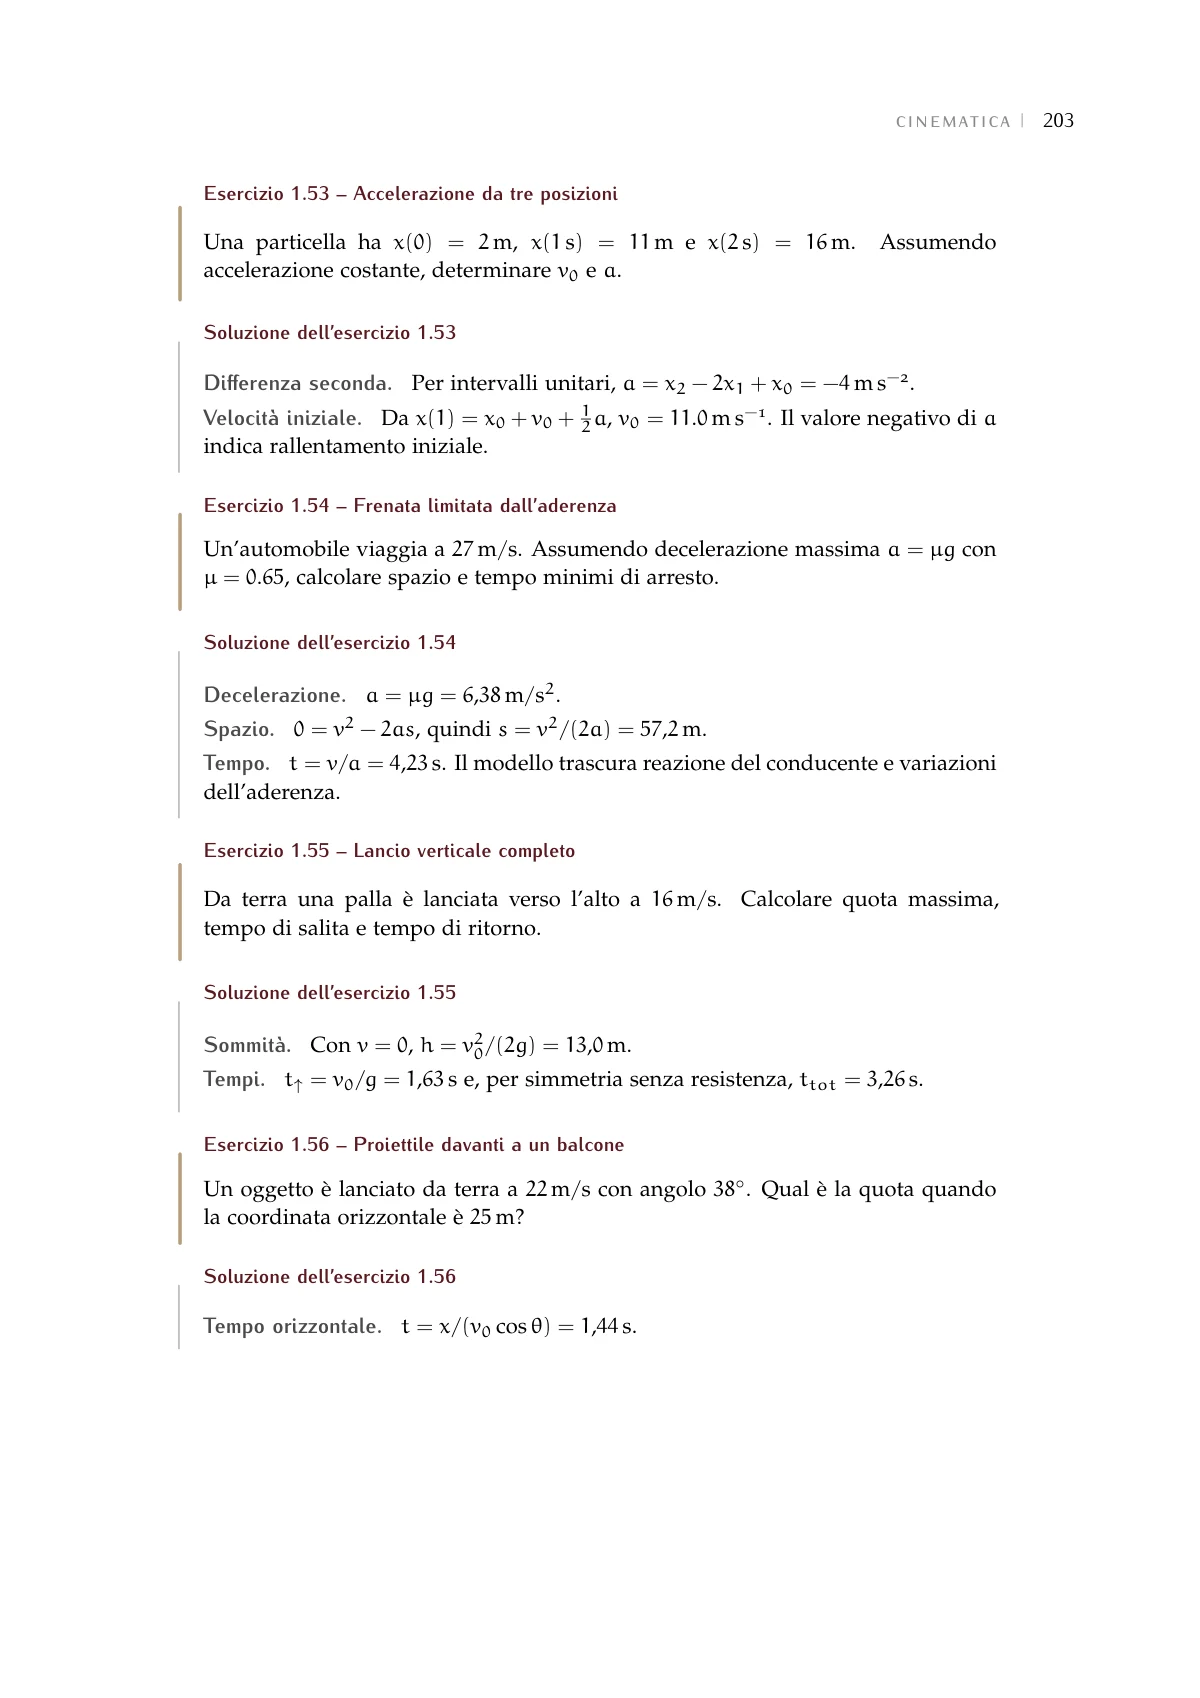 CINEMATICA | 203
Esercizio 1.53 – Accelerazione da tre posizioni
Una particella ha x(0) = 2 m, x(1 s) = 11 m e x(2 s) = 16 m. Assumendo
accelerazione costante, determinare v₀ e a.
Soluzione dell'esercizio 1.53
Differenza seconda. Per intervalli unitari, a = x₂ − 2x₁ + x₀ = −4 m s⁻².
Velocità iniziale. Da x(1) = x₀ + v₀ + ½a, v₀ = 11.0 m s⁻¹. Il valore negativo di a
indica rallentamento iniziale.
Esercizio 1.54 – Frenata limitata dall'aderenza
Un'automobile viaggia a 27 m/s. Assumendo decelerazione massima a = μg con
μ = 0.65, calcolare spazio e tempo minimi di arresto.
Soluzione dell'esercizio 1.54
Decelerazione. a = μg = 6,38 m/s².
Spazio. 0 = v² − 2as, quindi s = v²/(2a) = 57,2 m.
Tempo. t = v/a = 4,23 s. Il modello trascura reazione del conducente e variazioni
dell'aderenza.
Esercizio 1.55 – Lancio verticale completo
Da terra una palla è lanciata verso l'alto a 16 m/s. Calcolare quota massima,
tempo di salita e tempo di ritorno.
Soluzione dell'esercizio 1.55
Sommità. Con v = 0, h = v₀²/(2g) = 13,0 m.
Tempi. t↑ = v₀/g = 1,63 s e, per simmetria senza resistenza, tₜₒₜ = 3,26 s.
Esercizio 1.56 – Proiettile davanti a un balcone
Un oggetto è lanciato da terra a 22 m/s con angolo 38°. Qual è la quota quando
la coordinata orizzontale è 25 m?
Soluzione dell'esercizio 1.56
Tempo orizzontale. t = x/(v₀ cos θ) = 1,44 s.